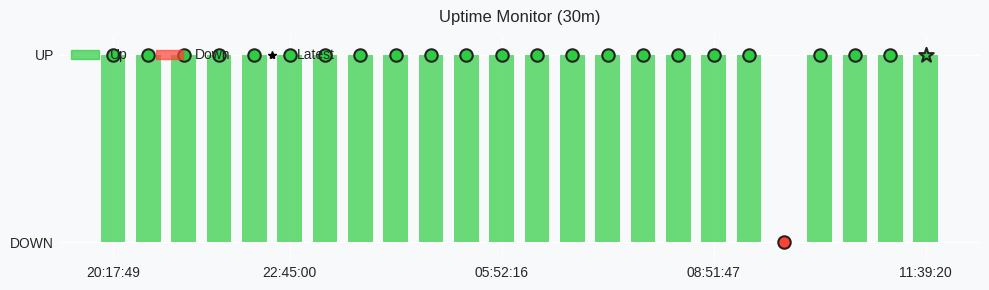 Uptime Monitor (30m)
UP
Up Down Latest
DOWN
20:17:49 22:45:00 05:52:16 08:51:47 11:39:20